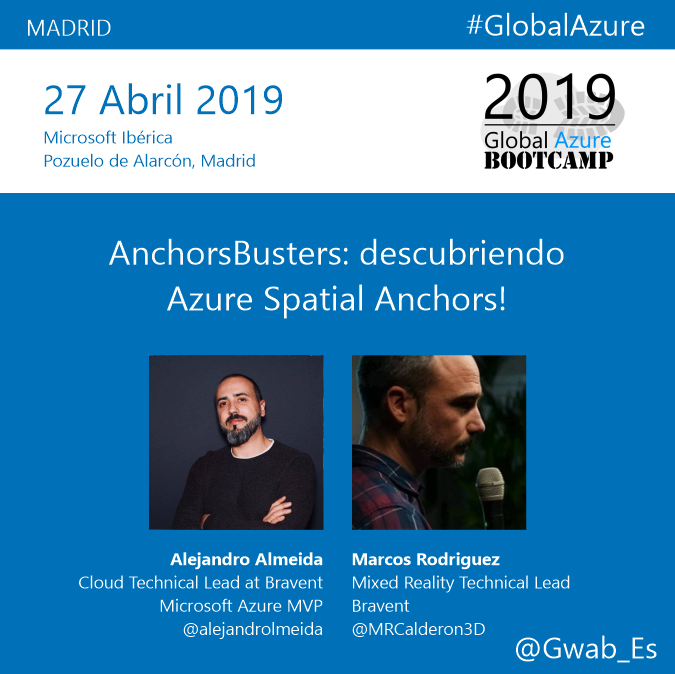 MADRID
#GlobalAzure
27 Abril 2019
Microsoft Ibérica
Pozuelo de Alarcón, Madrid
2019
Global Azure
BOOTCAMP
AnchorsBusters: descubriendo
Azure Spatial Anchors!
Alejandro Almeida
Cloud Technical Lead at Bravent
Microsoft Azure MVP
@alejandrolmeida
Marcos Rodriguez
Mixed Reality Technical Lead
Bravent
@MRCalderon3D
@Gwab_Es